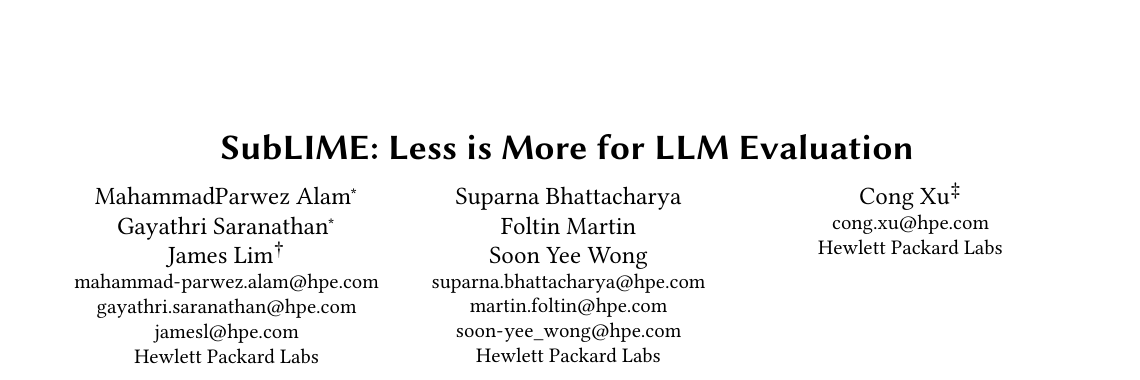 SubLIME: Less is More for LLM Evaluation
MahammadParwez Alam*
Gayathri Saranathan*
James Lim†
mahammad-parwez.alam@hpe.com
gayathri.saranathan@hpe.com
jamesl@hpe.com
Hewlett Packard Labs
Suparna Bhattacharya
Foltin Martin
Soon Yee Wong
suparna.bhattacharya@hpe.com
martin.foltin@hpe.com
soon-yee_wong@hpe.com
Hewlett Packard Labs
Cong Xu‡
cong.xu@hpe.com
Hewlett Packard Labs